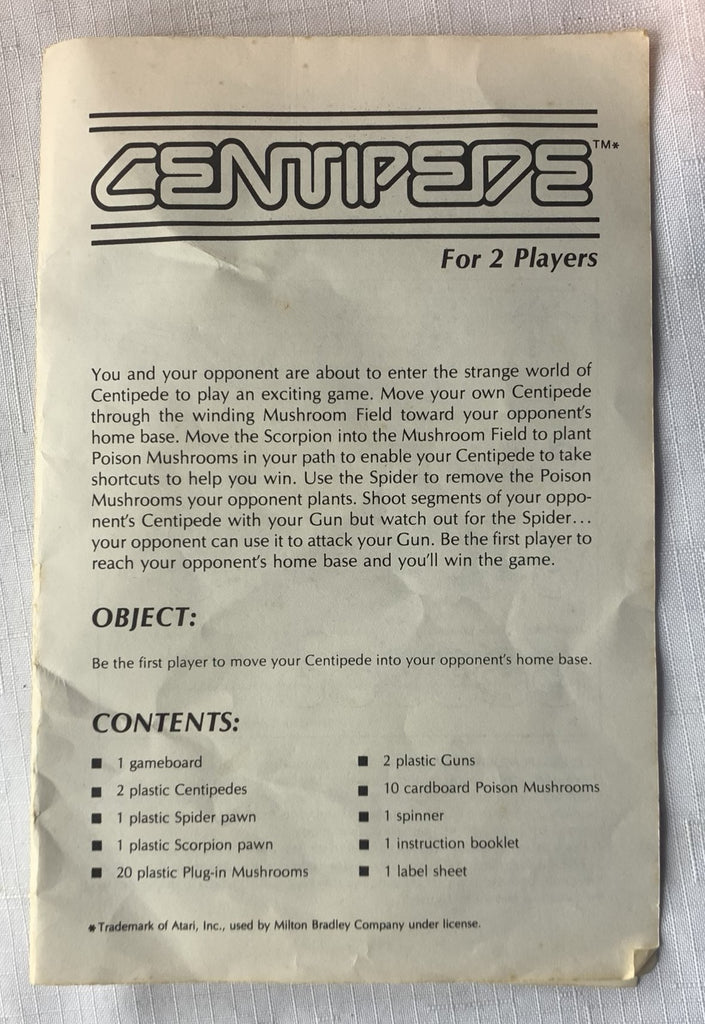 CENTIPEDE™*
For 2 Players
You and your opponent are about to enter the strange world of
Centipede to play an exciting game. Move your own Centipede
through the winding Mushroom Field toward your opponent's
home base. Move the Scorpion into the Mushroom Field to plant
Poison Mushrooms in your path to enable your Centipede to take
shortcuts to help you win. Use the Spider to remove the Poison
Mushrooms your opponent plants. Shoot segments of your oppo-
nent's Centipede with your Gun but watch out for the Spider...
your opponent can use it to attack your Gun. Be the first player to
reach your opponent's home base and you'll win the game.
OBJECT:
Be the first player to move your Centipede into your opponent's home base.
CONTENTS:
■ 1 gameboard
■ 2 plastic Centipedes
■ 1 plastic Spider pawn
■ 1 plastic Scorpion pawn
■ 20 plastic Plug-in Mushrooms
■ 2 plastic Guns
■ 10 cardboard Poison Mushrooms
■ 1 spinner
■ 1 instruction booklet
■ 1 label sheet
*Trademark of Atari, Inc., used by Milton Bradley Company under license.